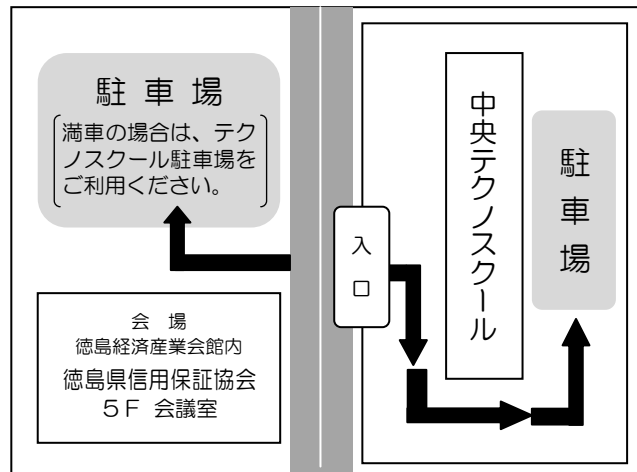 駐車場
満車の場合は、テク
ノスクール駐車場を
ご利用ください。
会　場
徳島経済産業会館内
徳島県信用保証協会
５Ｆ 会議室
入口
中央テクノスクール
駐車場